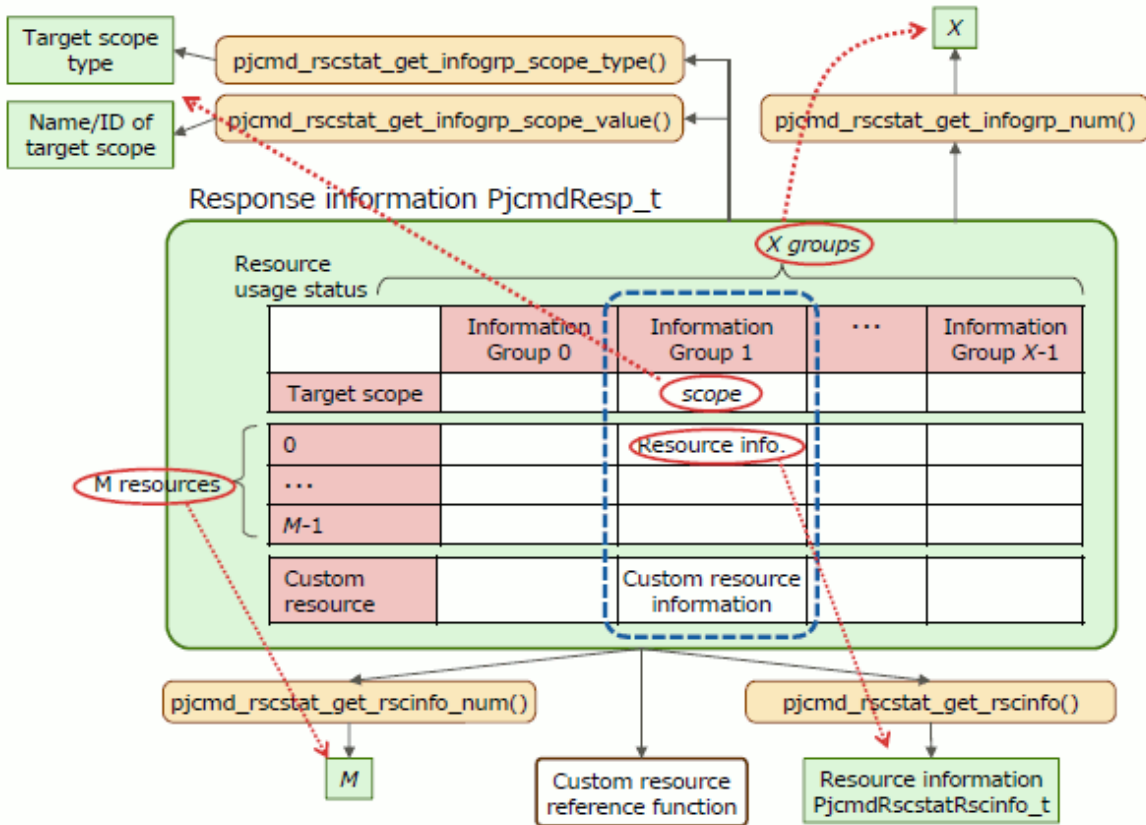 Target scope
type
pjcmd_rscstat_get_infogrp_scope_type()
X
Name/ID of
target scope
pjcmd_rscstat_get_infogrp_scope_value()
pjcmd_rscstat_get_infogrp_num()
Response information PjcmdResp_t
X groups
Resource
usage status
Information
Group 0
Information
Group 1
...
Information
Group X-1
Target scope
scope
M resources
0
Resource info.
...
M-1
Custom
resource
Custom resource
information
pjcmd_rscstat_get_rscinfo_num()
pjcmd_rscstat_get_rscinfo()
M
Custom resource
reference function
Resource information
PjcmdRscstatRscinfo_t